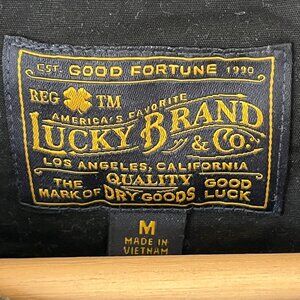 EST. GOOD FORTUNE 1990
REG TM
AMERICA'S FAVORITE
LUCKY BRAND & CO.
LOS ANGELES, CALIFORNIA
THE QUALITY GOOD
MARK OF DRY GOODS LUCK
M
MADE IN
VIETNAM